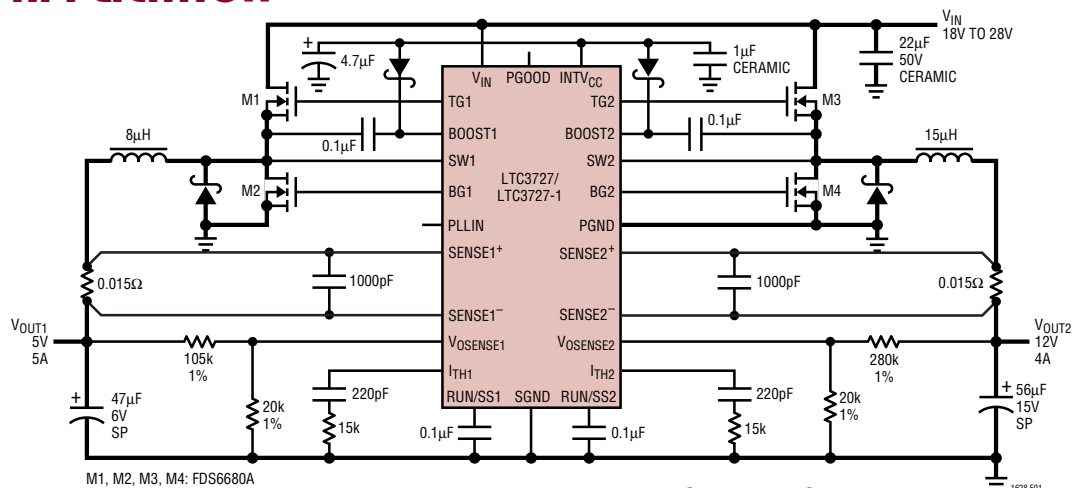 V_IN
18V TO 28V
4.7µF
+
1µF
CERAMIC
22µF
50V
CERAMIC
V_IN
PGOOD
INTV_CC
M1
TG1
TG2
M3
BOOST1
BOOST2
0.1µF
0.1µF
8µH
15µH
SW1
SW2
LTC3727/
LTC3727-1
M2
BG1
BG2
M4
PLLIN
PGND
SENSE1+
SENSE2+
0.015Ω
1000pF
1000pF
0.015Ω
SENSE1–
SENSE2–
V_OUT1
5V
5A
V_OSENSE1
V_OSENSE2
V_OUT2
12V
4A
105k
1%
280k
1%
I_TH1
I_TH2
+
47µF
6V
SP
20k
1%
220pF
15k
RUN/SS1
SGND
RUN/SS2
0.1µF
0.1µF
220pF
15k
20k
1%
+
56µF
15V
SP
M1, M2, M3, M4: FDS6680A
1628 F01